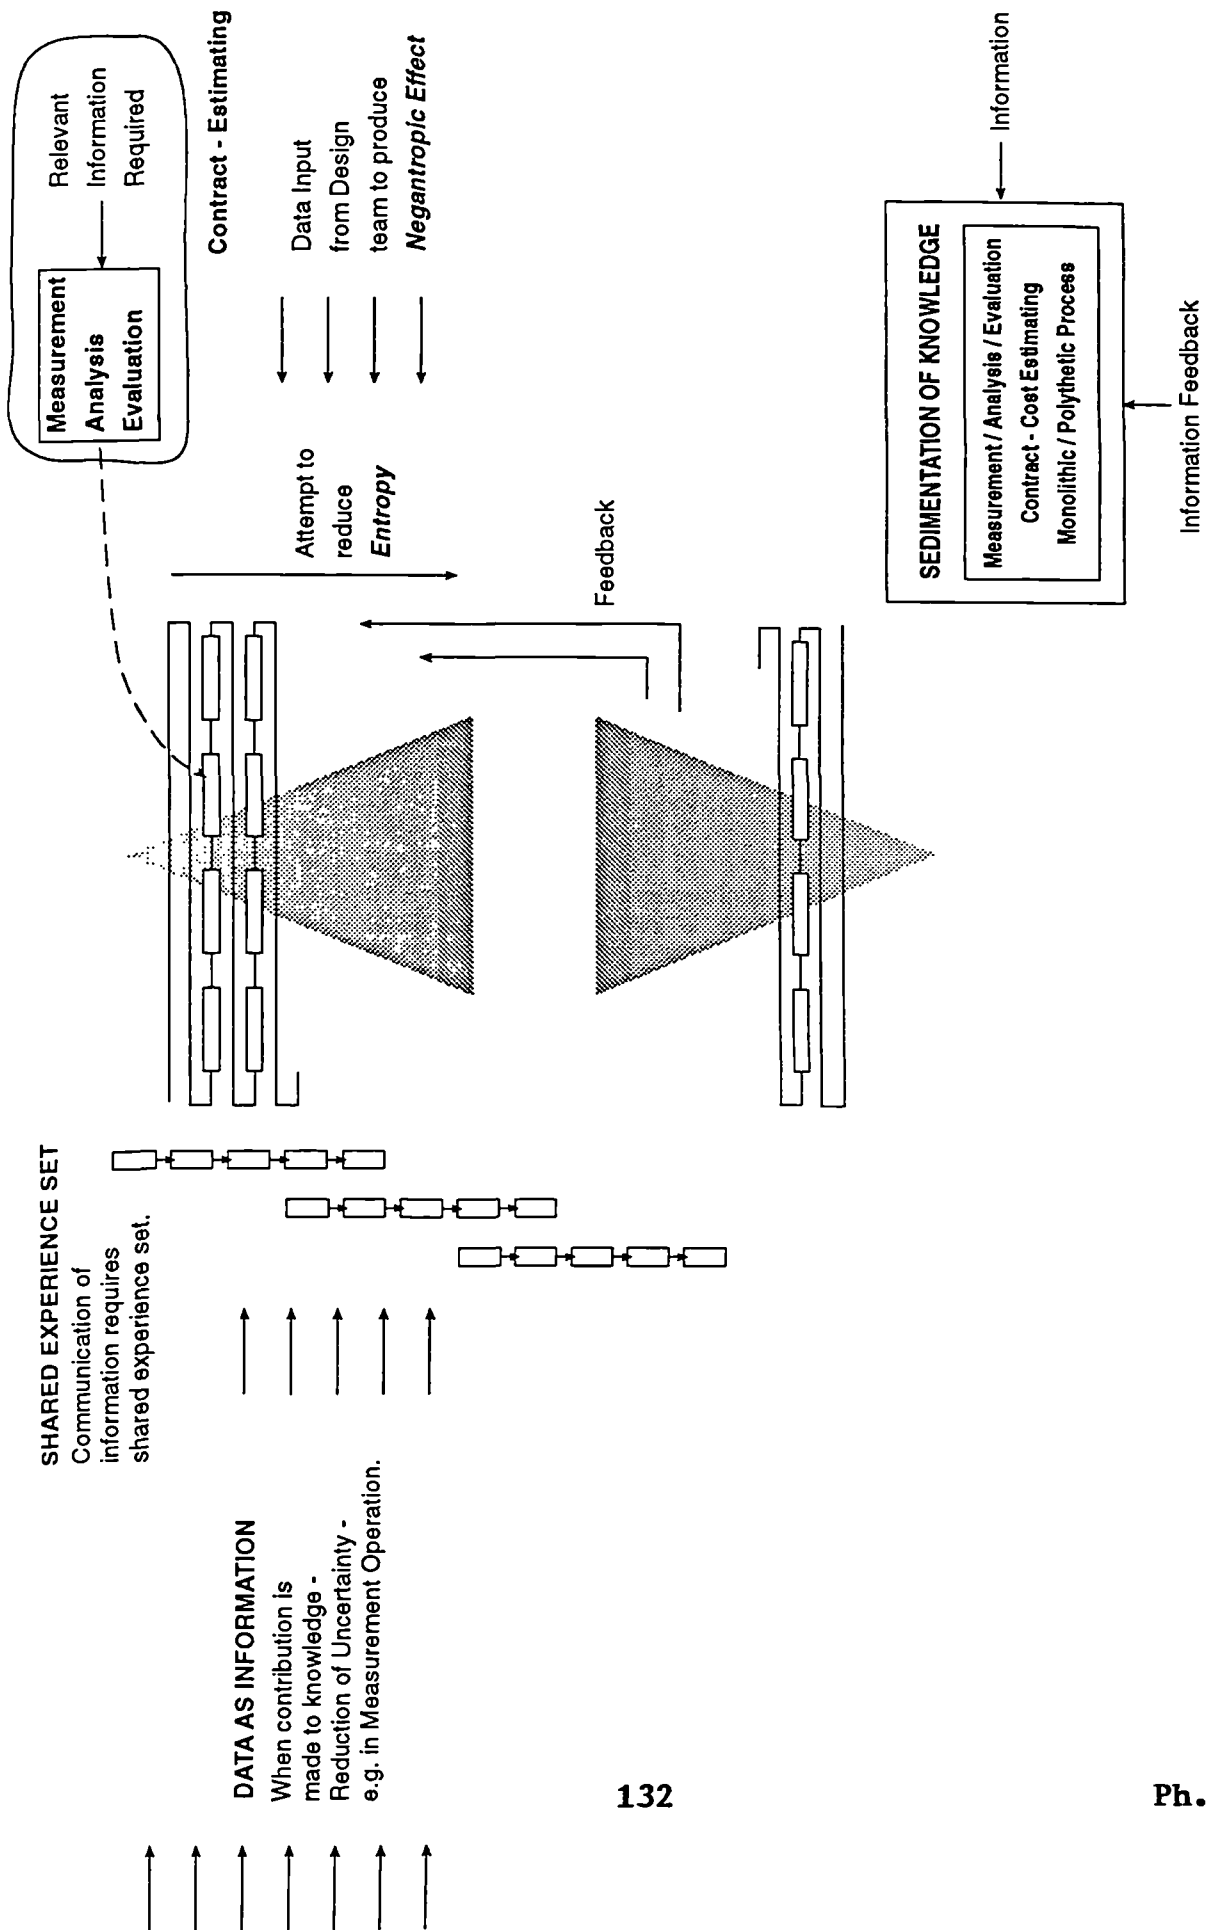 SHARED EXPERIENCE SET
Communication of
information requires
shared experience set.
DATA AS INFORMATION
When contribution is
made to knowledge -
Reduction of Uncertainty -
e.g. in Measurement Operation.
Measurement
Analysis
Evaluation
Relevant
Information
Required
Contract - Estimating
Attempt to
reduce
Entropy
Data Input
from Design
team to produce
Negantropic Effect
Feedback
SEDIMENTATION OF KNOWLEDGE
Measurement / Analysis / Evaluation
Contract - Cost Estimating
Monolithic / Polythetic Process
Information
Information Feedback
132
Ph.